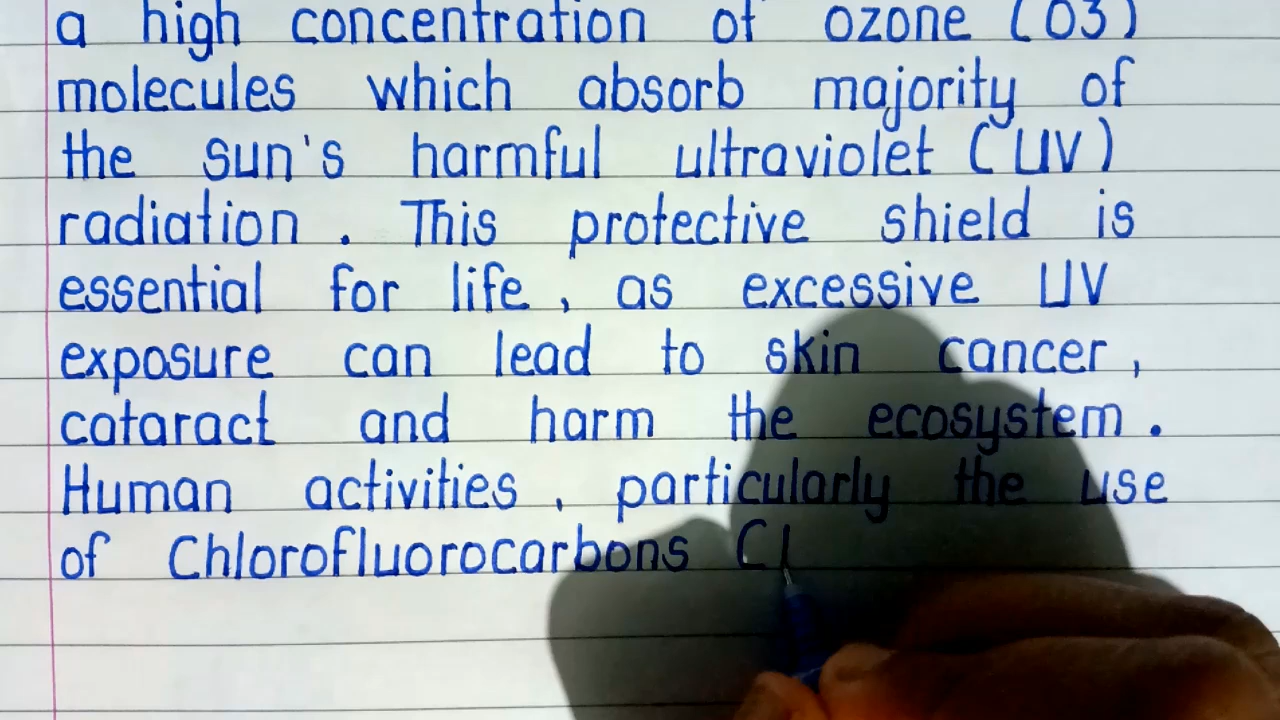 a high concentration of ozone (O3)
molecules which absorb majority of
the sun's harmful ultraviolet (UV)
radiation. This protective shield is
essential for life, as excessive UV
exposure can lead to skin cancer,
cataract and harm the ecosystem.
Human activities, particularly the use
of Chlorofluorocarbons